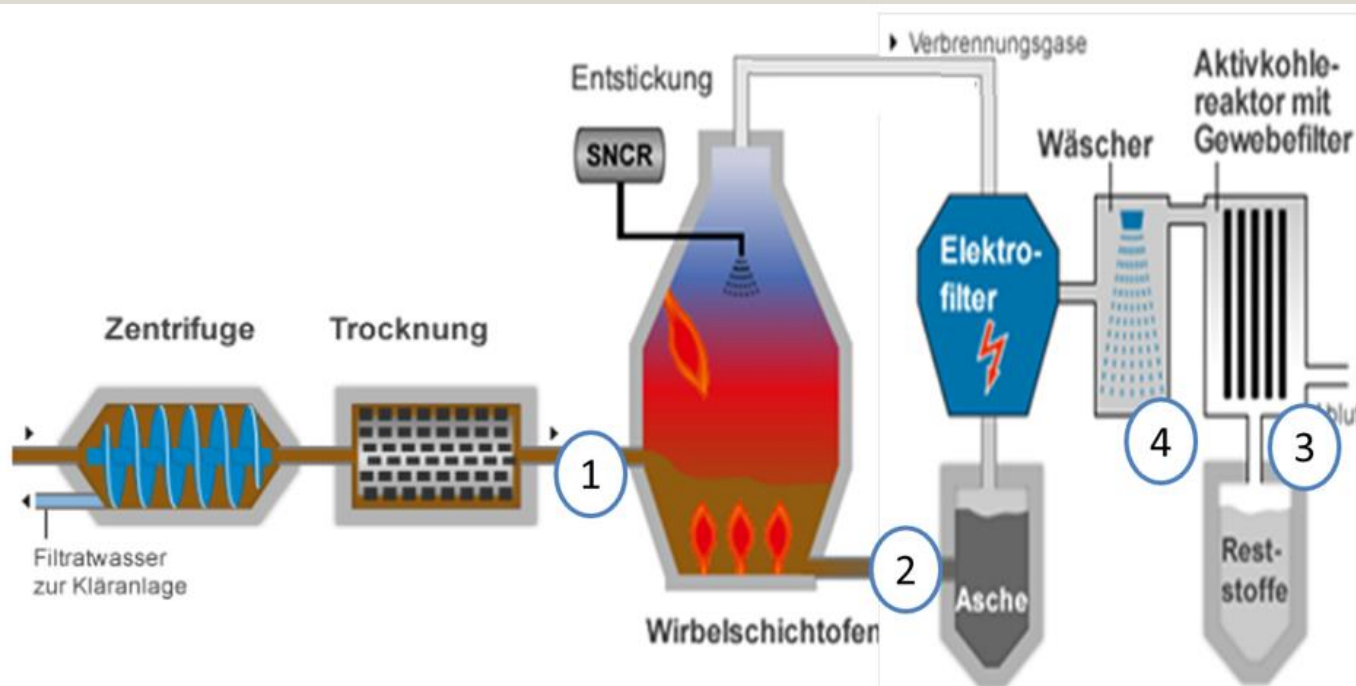 Verbrennungsgase
Entstickung
Aktivkohle-
reaktor mit
Gewebefilter
Wäscher
SNCR
Elektro-
filter
Zentrifuge
Trocknung
4
3
1
2
Filtratwasser
zur Kläranlage
Asche
Rest-
stoffe
Wirbelschichtofen